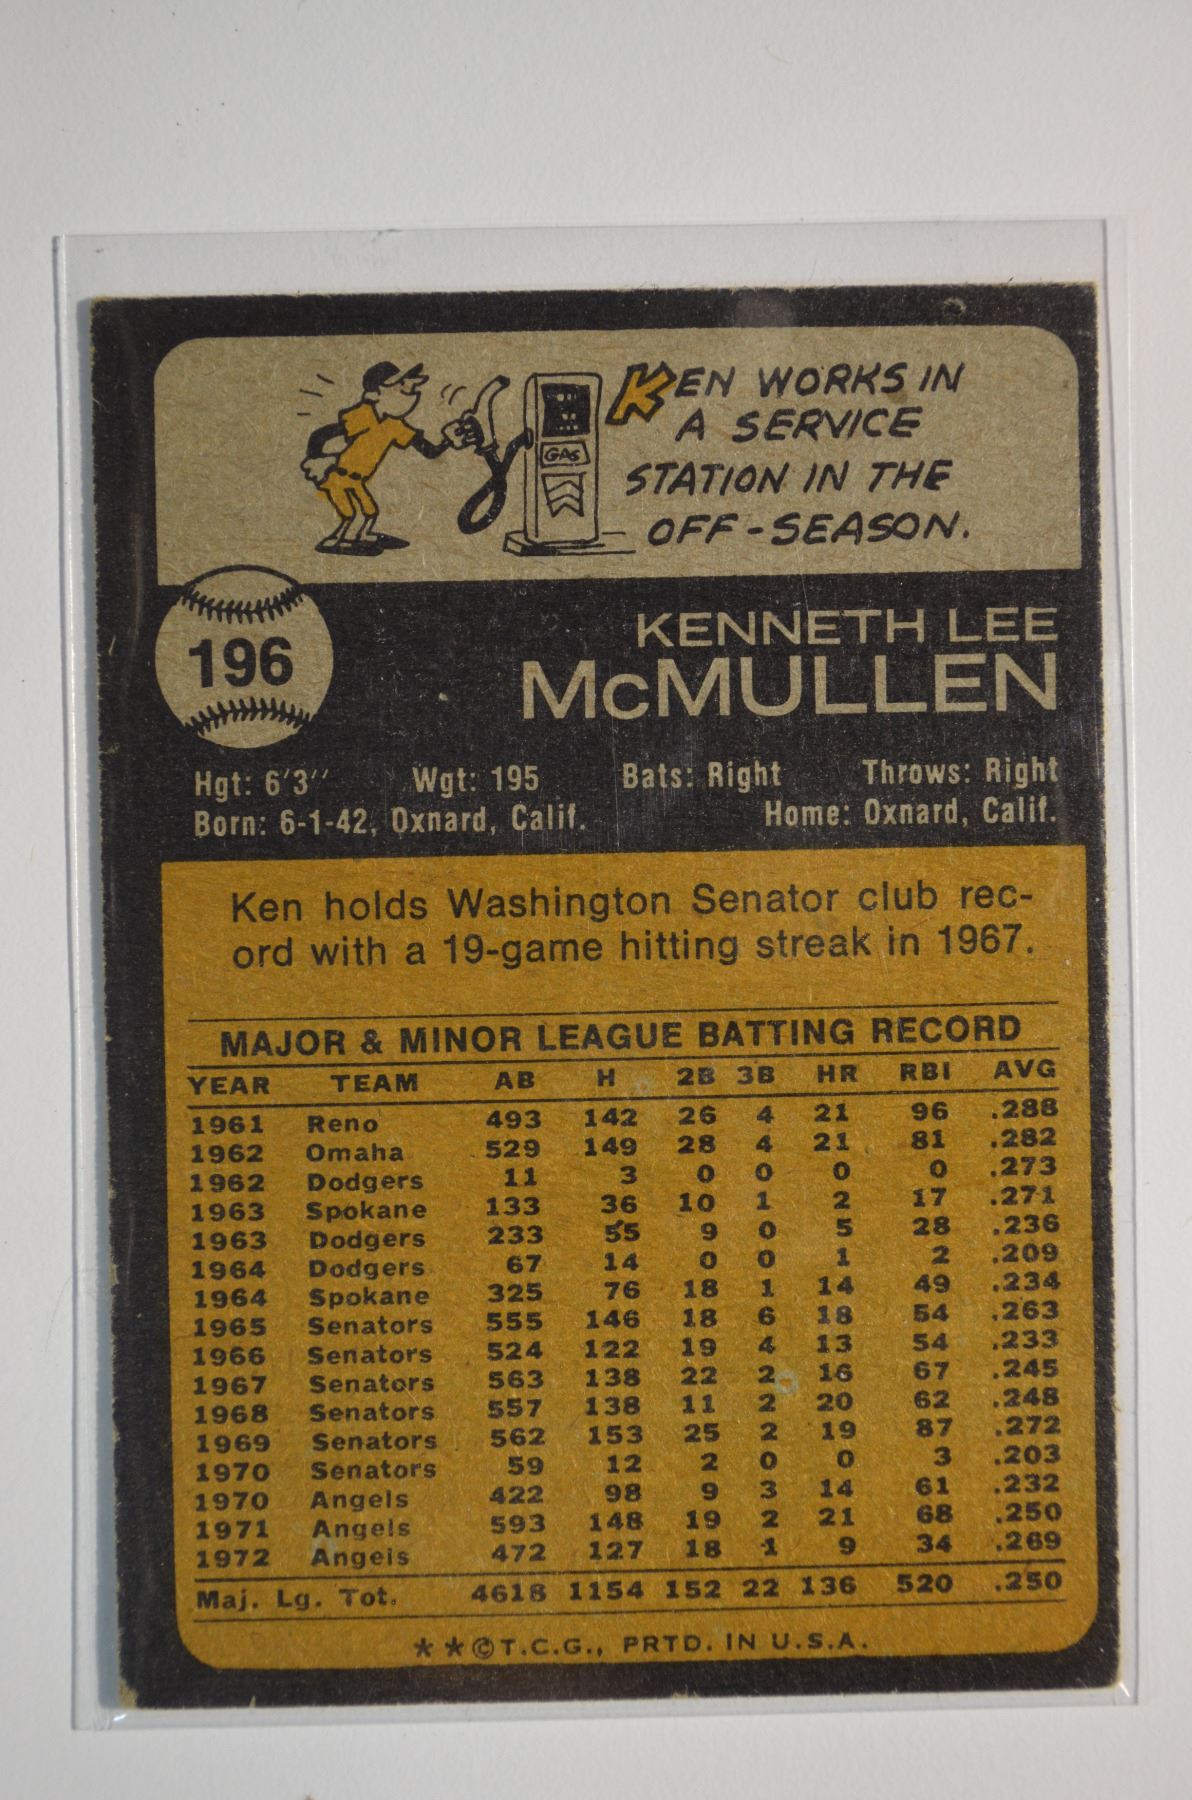 KEN WORKS IN
A SERVICE
STATION IN THE
OFF-SEASON.
GAS
196
KENNETH LEE
McMULLEN
Hgt: 6'3" Wgt: 195 Bats: Right Throws: Right
Born: 6-1-42, Oxnard, Calif. Home: Oxnard, Calif.
Ken holds Washington Senator club rec-
ord with a 19-game hitting streak in 1967.
MAJOR & MINOR LEAGUE BATTING RECORD
YEAR TEAM AB H 2B 3B HR RBI AVG
1961 Reno 493 142 26 4 21 96 .288
1962 Omaha 529 149 28 4 21 81 .282
1962 Dodgers 11 3 0 0 0 0 .273
1963 Spokane 133 36 10 1 2 17 .271
1963 Dodgers 233 55 9 0 5 28 .236
1964 Dodgers 67 14 0 0 1 2 .209
1964 Spokane 325 76 18 1 14 49 .234
1965 Senators 555 146 18 6 18 54 .263
1966 Senators 524 122 19 4 13 54 .233
1967 Senators 563 138 22 2 16 67 .245
1968 Senators 557 138 11 2 20 62 .248
1969 Senators 562 153 25 2 19 87 .272
1970 Senators 59 12 2 0 0 3 .203
1970 Angels 422 98 9 3 14 61 .232
1971 Angels 593 148 19 2 21 68 .250
1972 Angels 472 127 18 1 9 34 .269
Maj. Lg. Tot. 4618 1154 152 22 136 520 .250
**©T.C.G., PRTD. IN U.S.A.